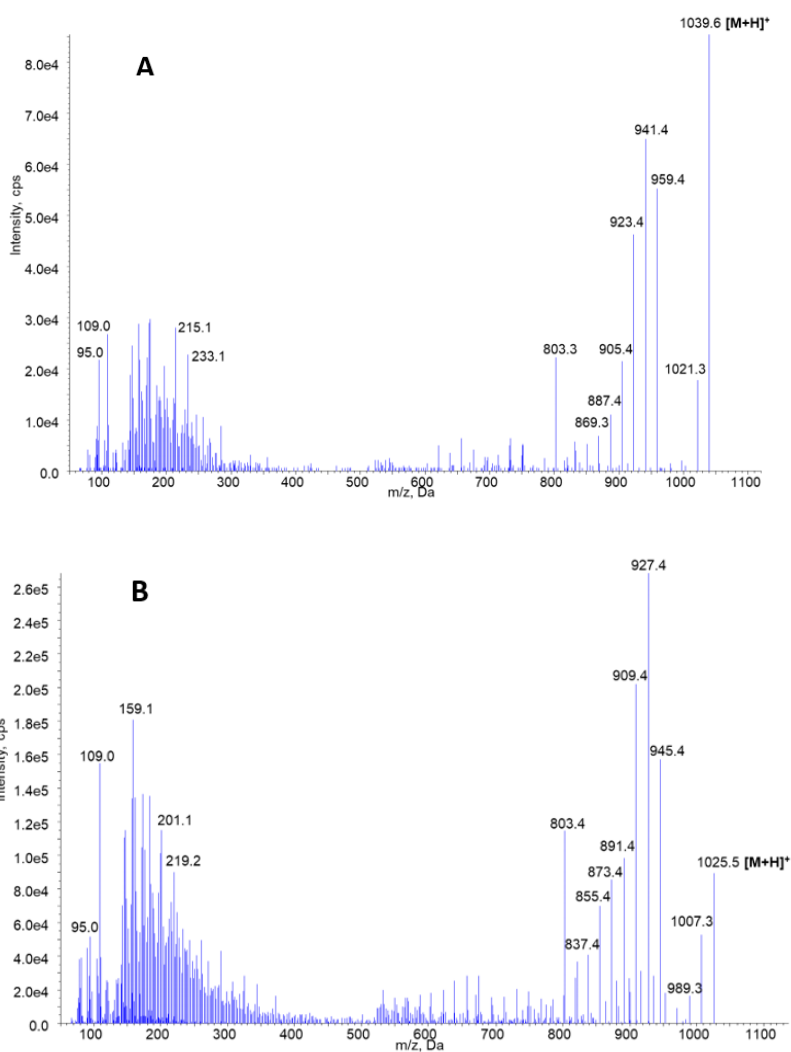 1039.6 [M+H]+
A
8.0e4
7.0e4
6.0e4
5.0e4
4.0e4
3.0e4
2.0e4
1.0e4
0.0
Intensity, cps
941.4
959.4
923.4
109.0
215.1
95.0
233.1
803.3
905.4
1021.3
887.4
869.3
100 200 300 400 500 600 700 800 900 1000 1100
m/z, Da
927.4
B
2.6e5
2.4e5
2.2e5
2.0e5
1.8e5
1.6e5
1.4e5
1.2e5
1.0e5
8.0e4
6.0e4
4.0e4
2.0e4
0.0
Intensity, cps
909.4
159.1
109.0
945.4
201.1
803.4
219.2
891.4
1025.5 [M+H]+
873.4
855.4
95.0
1007.3
837.4
989.3
100 200 300 400 500 600 700 800 900 1000 1100
m/z, Da